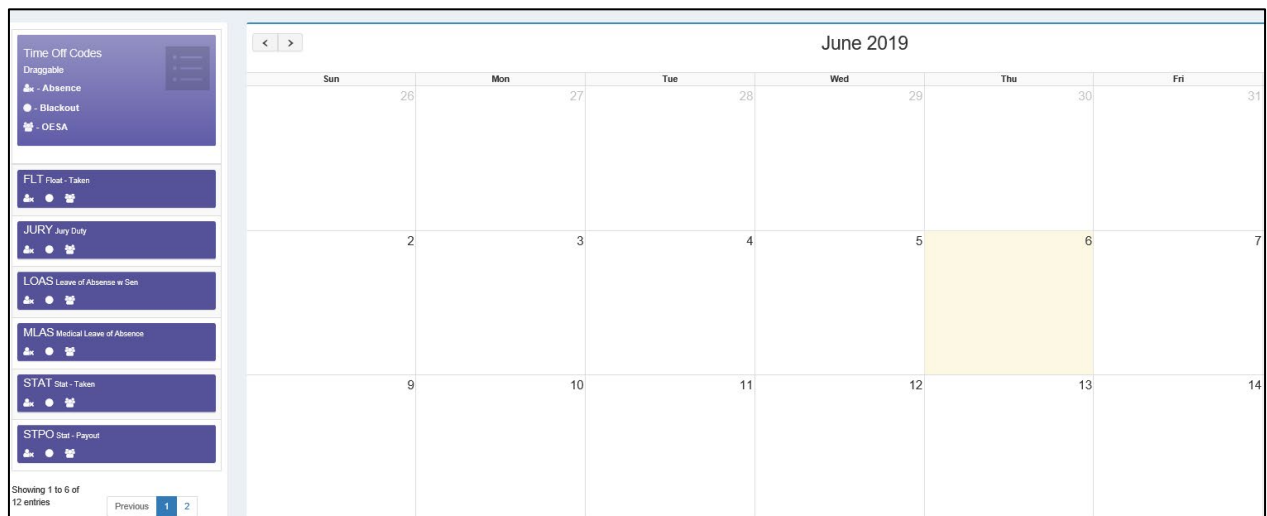 Time Off Codes
Draggable
- Absence
- Blackout
- OESA
FLT Float - Taken
JURY Jury Duty
LOAS Leave of Absense w Sen
MLAS Medical Leave of Absence
STAT Stat - Taken
STPO Stat - Payout
Showing 1 to 6 of
12 entries
Previous 1 2
< >
June 2019
Sun Mon Tue Wed Thu Fri
26 27 28 29 30 31
2 3 4 5 6 7
9 10 11 12 13 14